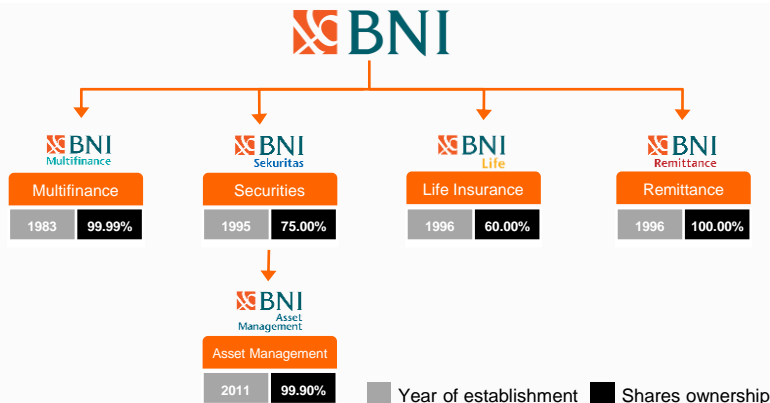 BNI
BNI
Multifinance
BNI
Sekuritas
BNI
Life
BNI
Remittance
Multifinance
Securities
Life Insurance
Remittance
1983 99.99%
1995 75.00%
1996 60.00%
1996 100.00%
BNI
Asset
Management
Asset Management
2011 99.90%
Year of establishment
Shares ownership